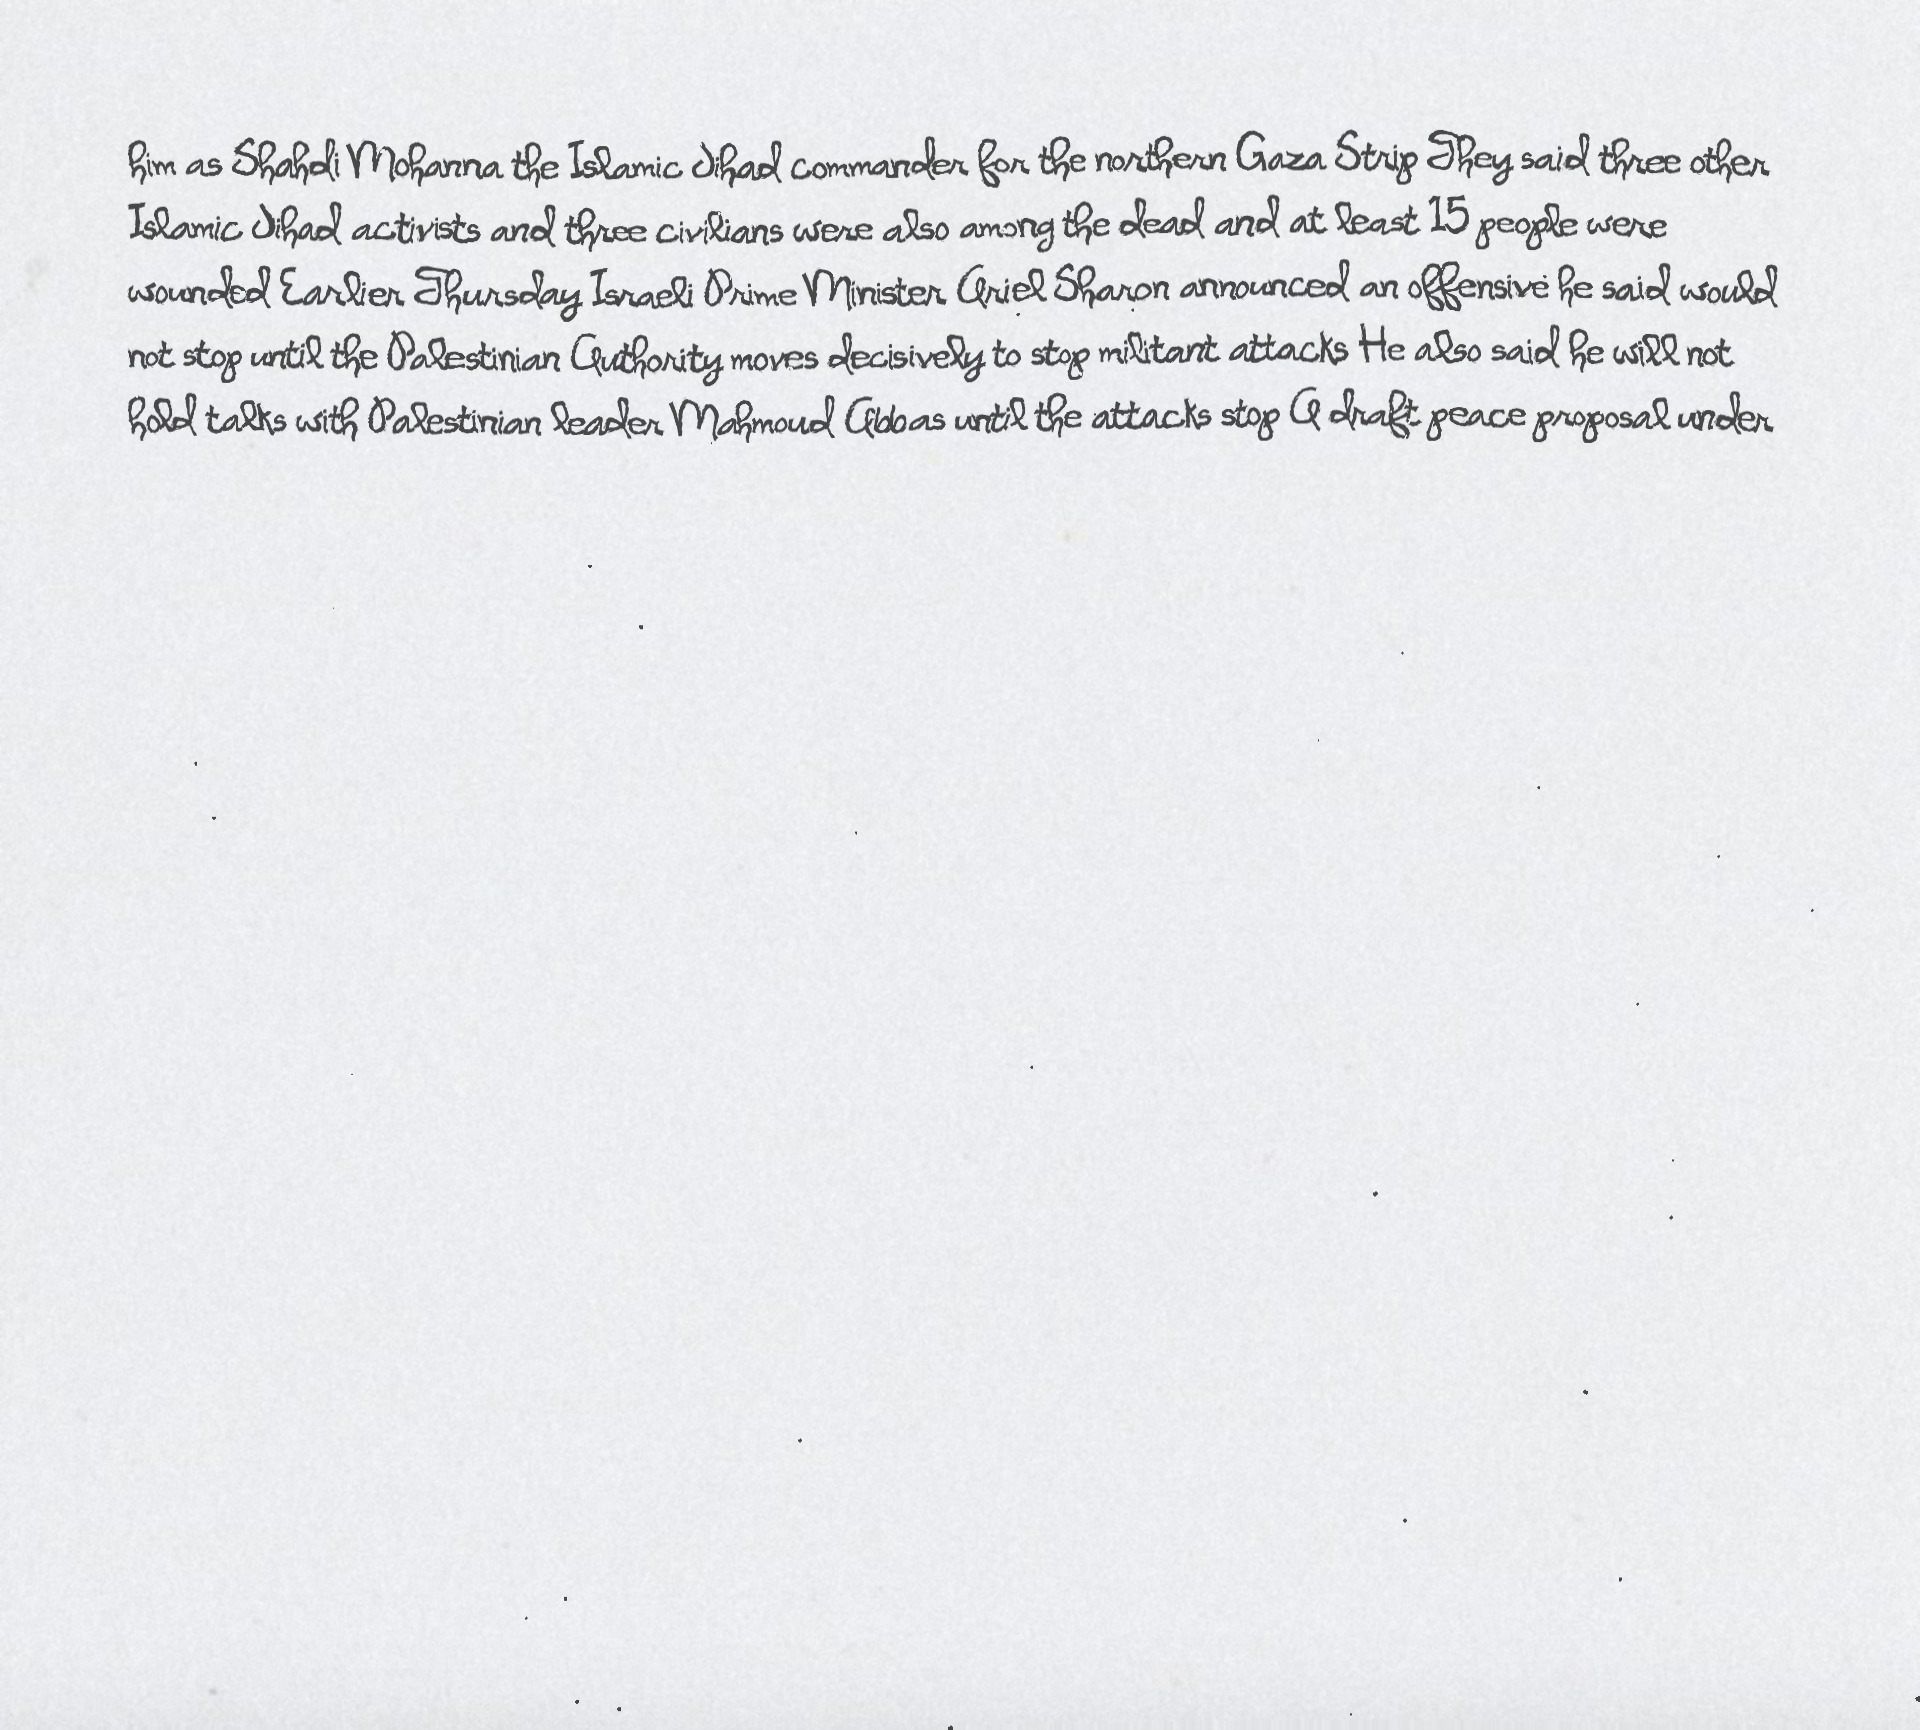 him as Shahdi Mohanna the Islamic Jihad commander for the northern Gaza Strip They said three other
Islamic Jihad activists and three civilians were also among the dead and at least 15 people were
wounded Earlier Thursday Israeli Prime Minister Ariel Sharon announced an offensive he said would
not stop until the Palestinian Authority moves decisively to stop militant attacks He also said he will not
hold talks with Palestinian leader Mahmoud Abbas until the attacks stop A draft peace proposal under